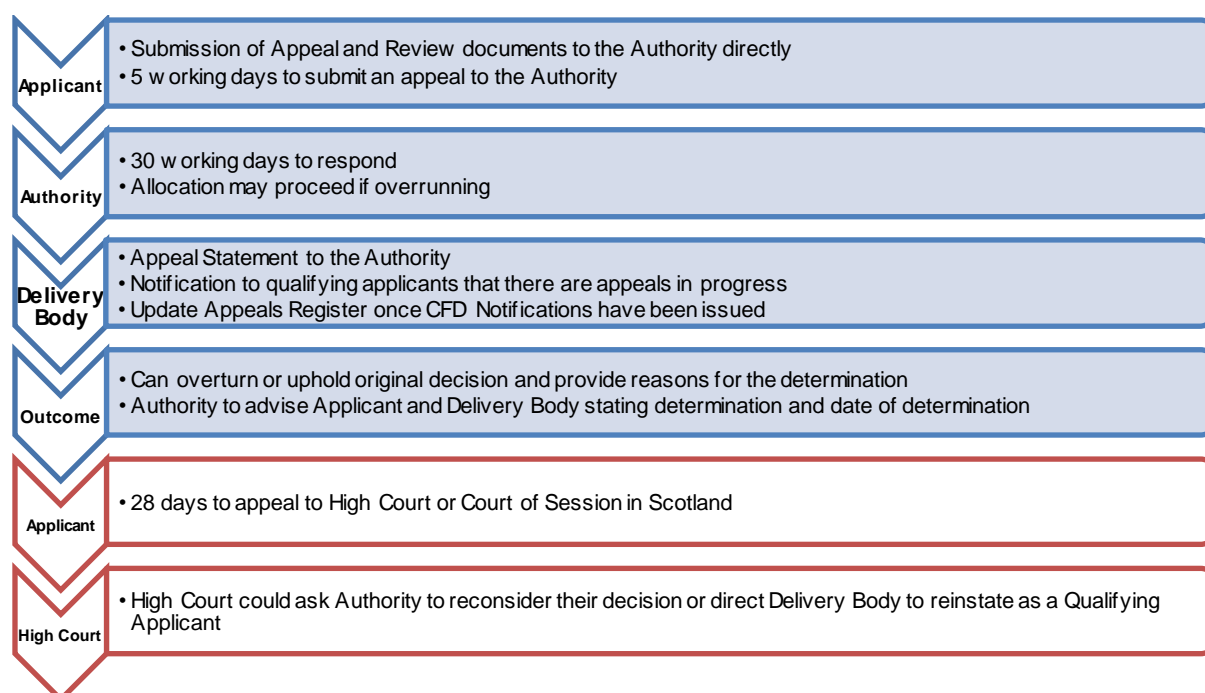 Applicant
• Submission of Appeal and Review documents to the Authority directly
• 5 working days to submit an appeal to the Authority
Authority
• 30 working days to respond
• Allocation may proceed if overrunning
Delivery
Body
• Appeal Statement to the Authority
• Notification to qualifying applicants that there are appeals in progress
• Update Appeals Register once CFD Notifications have been issued
Outcome
• Can overturn or uphold original decision and provide reasons for the determination
• Authority to advise Applicant and Delivery Body stating determination and date of determination
Applicant
• 28 days to appeal to High Court or Court of Session in Scotland
High Court
• High Court could ask Authority to reconsider their decision or direct Delivery Body to reinstate as a Qualifying
Applicant